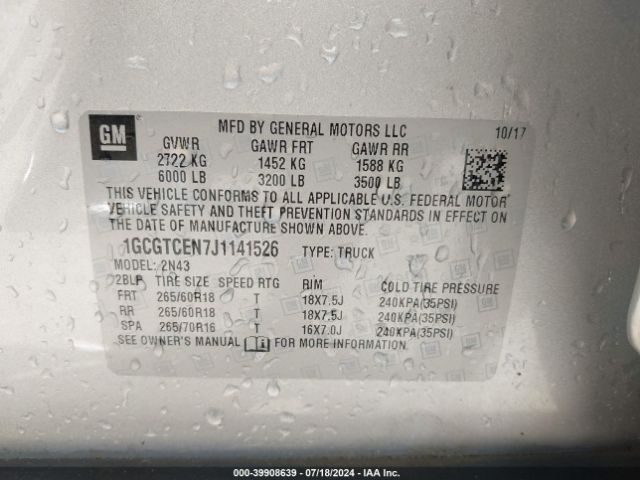 GM
MFD BY GENERAL MOTORS LLC 10/17
GVWR GAWR FRT GAWR RR
2722 KG 1452 KG 1588 KG
6000 LB 3200 LB 3500 LB
THIS VEHICLE CONFORMS TO ALL APPLICABLE U.S. FEDERAL MOTOR
VEHICLE SAFETY AND THEFT PREVENTION STANDARDS IN EFFECT ON
THE DATE OF MANUFACTURE SHOWN ABOVE.
1GCGTCEN7J1141526 TYPE: TRUCK
MODEL: 2N43
2BLP TIRE SIZE SPEED RTG RIM COLD TIRE PRESSURE
FRT 265/60R18 T 18X7.5J 240KPA(35PSI)
RR 265/60R18 T 18X7.5J 240KPA(35PSI)
SPA 265/70R16 T 16X7.0J 240KPA(35PSI)
SEE OWNER'S MANUAL FOR MORE INFORMATION.
000-39908639 - 07/18/2024 - IAA Inc.